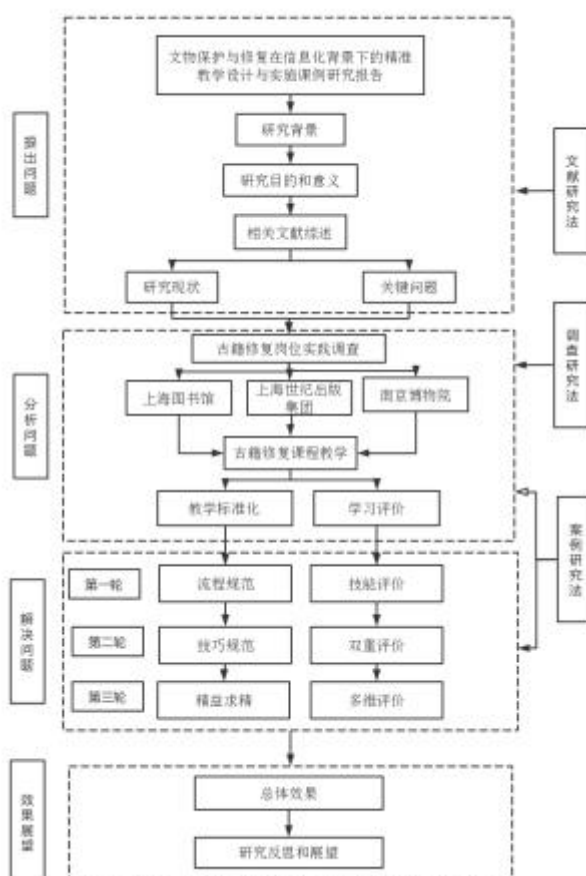 文物保护与修复在信息化背景下的精准
教学设计与实施课例研究报告
研究背景
研究目的和意义
相关文献综述
研究现状
关键问题
提出问题
文献研究法
古籍修复岗位实践调查
上海图书馆
上海世纪出版
集团
南京博物院
古籍修复课程教学
教学标准化
学习评价
分析问题
调查研究法
案例研究法
第一轮
流程规范
技能评价
第二轮
技巧规范
双重评价
第三轮
精益求精
多维评价
解决问题
总体效果
研究反思和展望
效果展望